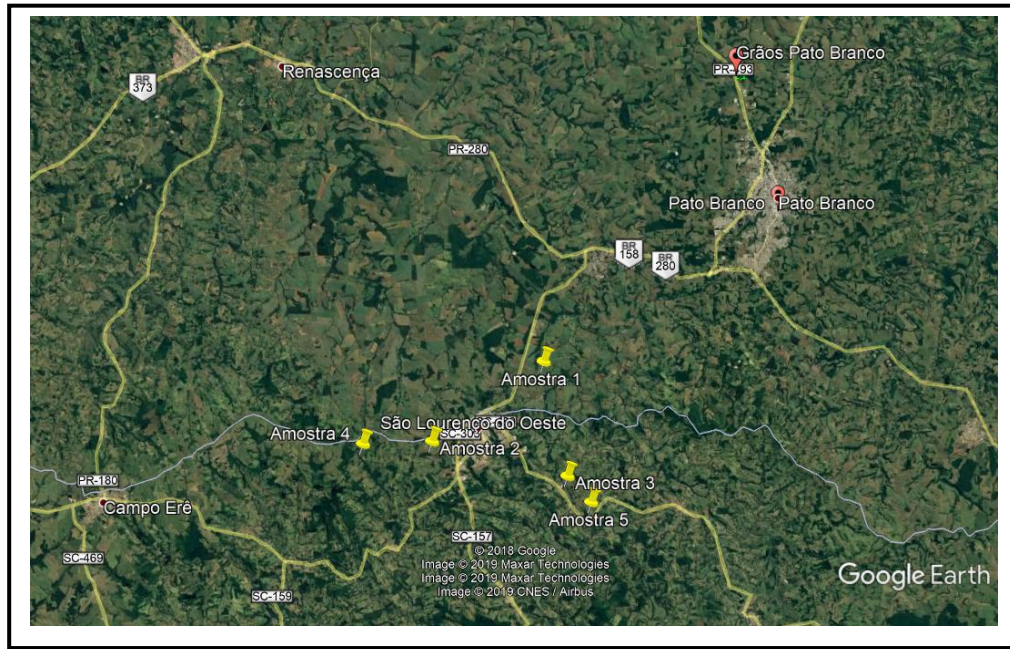 Grãos Pato Branco
PR-493
Renascença
BR
373
PR-280
Pato Branco
Pato Branco
BR
158
BR
280
Amostra 1
São Lourenço do Oeste
Amostra 4
Amostra 2
Amostra 3
PR-180
Campo Erê
Amostra 5
SC-157
SC-469
SC-159
© 2018 Google
Image © 2019 Maxar Technologies
Image © 2019 Maxar Technologies
Image © 2019 CNES / Airbus
Google Earth